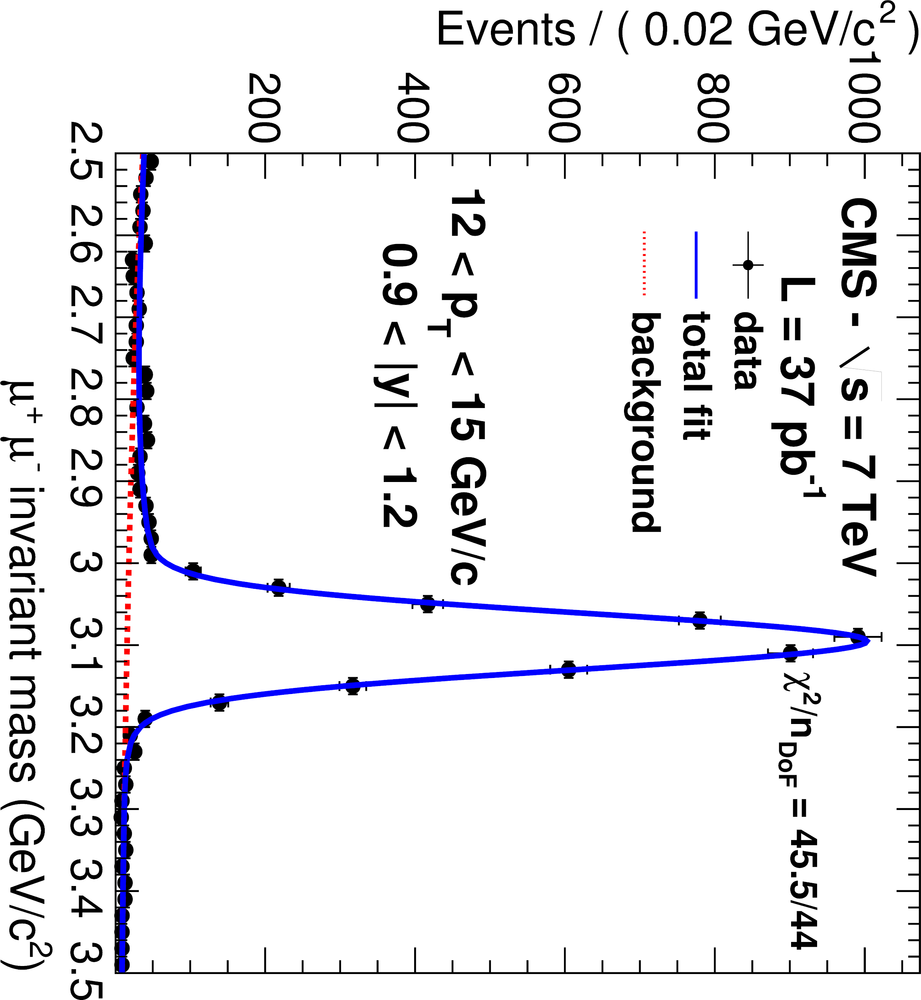 Events / ( 0.02 GeV/c² )
1000
800
600
400
200
CMS - √s = 7 TeV
L = 37 pb⁻¹
data
total fit
background
12 < p_T < 15 GeV/c
0.9 < |y| < 1.2
χ²/n_DoF = 45.5/44
2.5 2.6 2.7 2.8 2.9 3 3.1 3.2 3.3 3.4 3.5
μ⁺ μ⁻ invariant mass (GeV/c²)